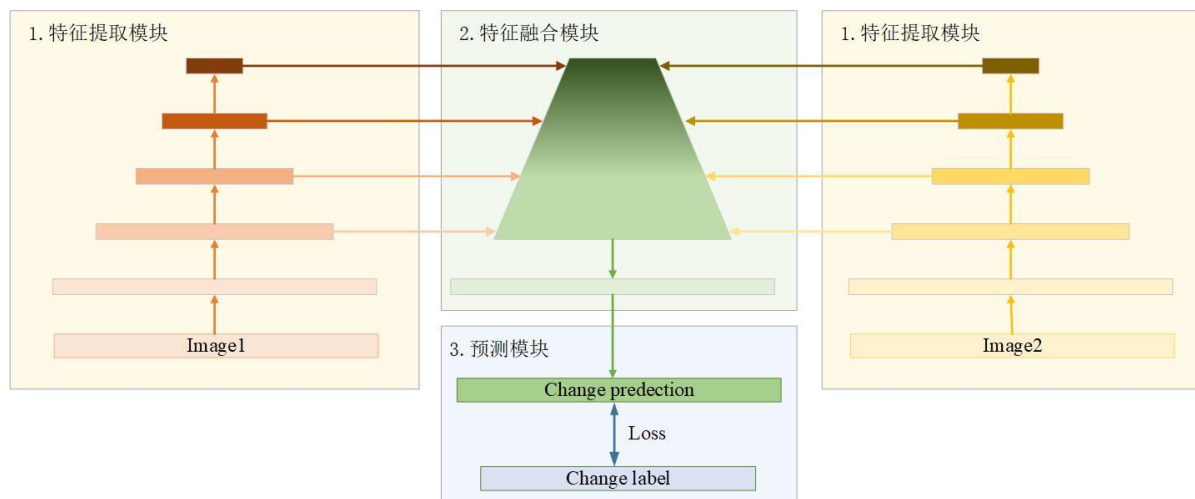 1. 特征提取模块
2. 特征融合模块
1. 特征提取模块
Image1
Image2
3. 预测模块
Change predection
Loss
Change label